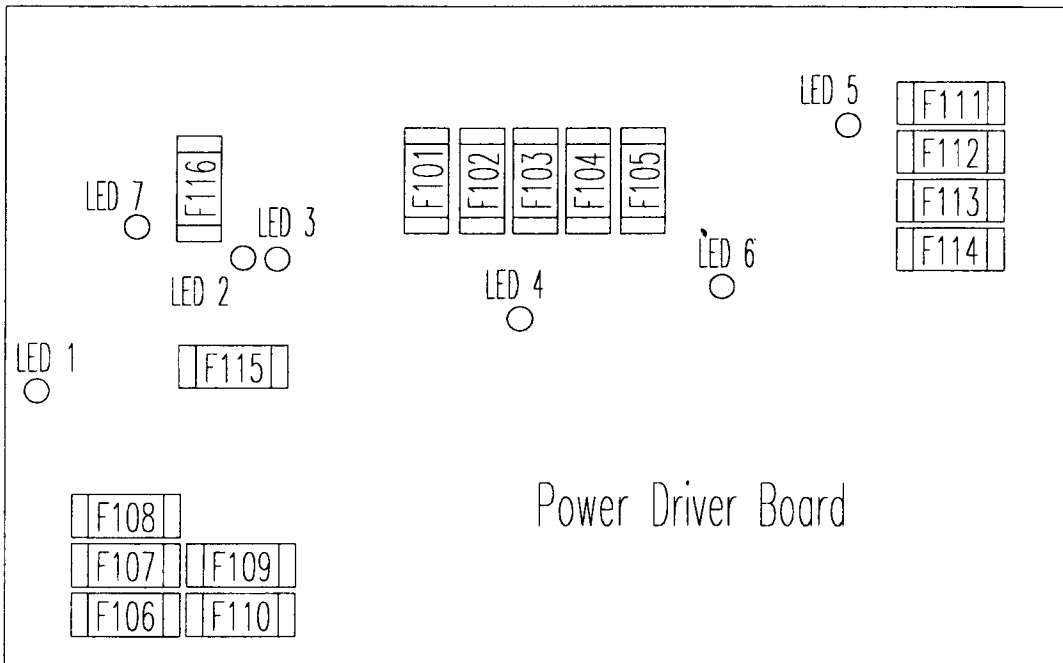 LED 5
F111
F112
F113
F114
F116
F101
F102
F103
F104
F105
LED 7
LED 3
LED 6
LED 2
LED 4
LED 1
F115
Power Driver Board
F108
F107
F109
F106
F110